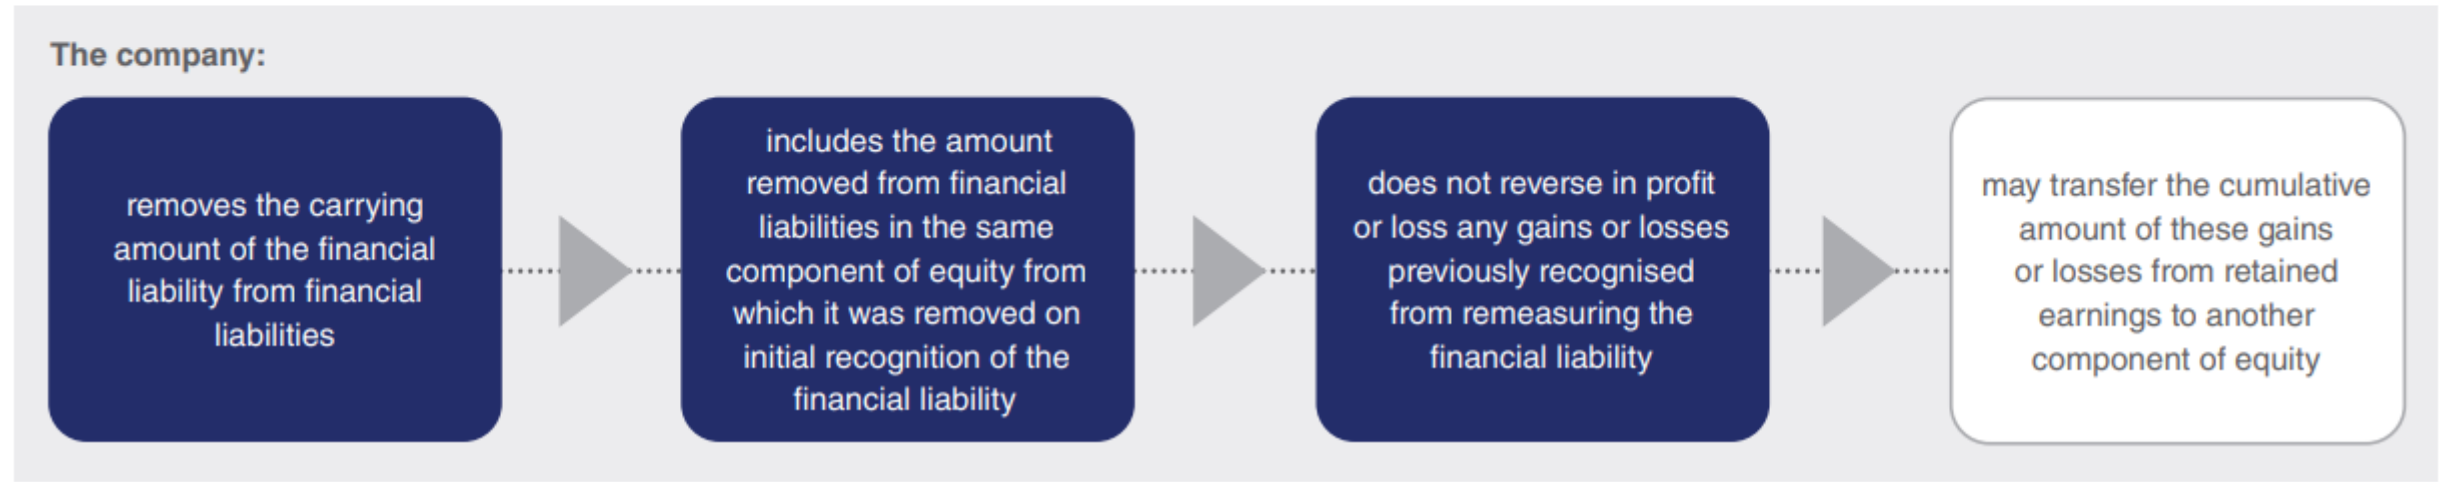 The company:
removes the carrying
amount of the financial
liability from financial
liabilities
includes the amount
removed from financial
liabilities in the same
component of equity from
which it was removed on
initial recognition of the
financial liability
does not reverse in profit
or loss any gains or losses
previously recognised
from remeasuring the
financial liability
may transfer the cumulative
amount of these gains
or losses from retained
earnings to another
component of equity